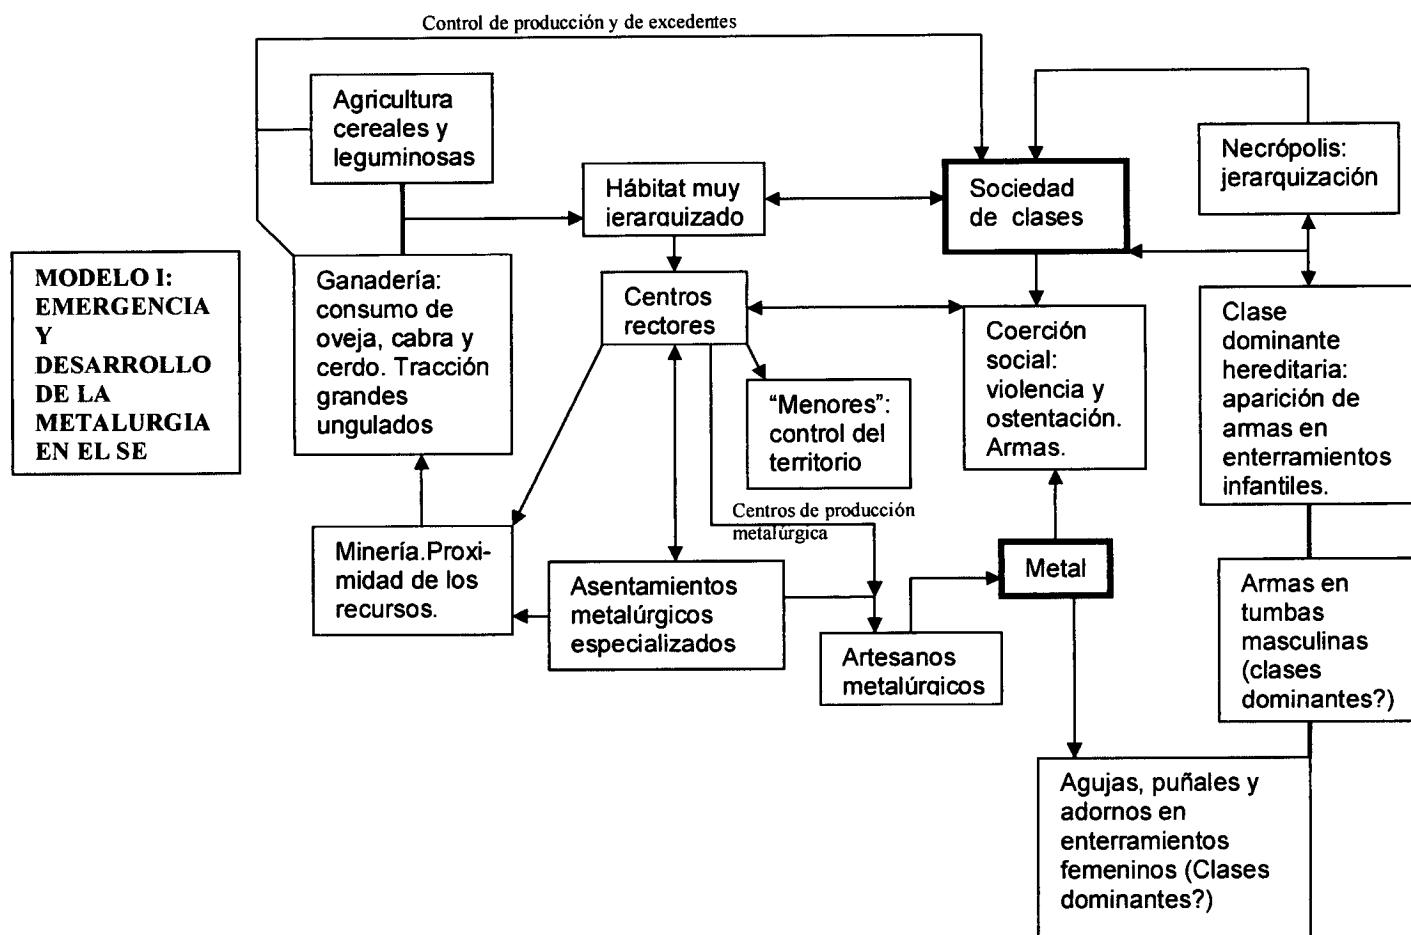 Control de producción y de excedentes
Agricultura
cereales y
leguminosas
Hábitat muy
jerarquizado
Sociedad
de clases
Necrópolis:
jerarquización
MODELO I:
EMERGENCIA
Y
DESARROLLO
DE LA
METALURGIA
EN EL SE
Ganadería:
consumo de
oveja, cabra y
cerdo. Tracción
grandes
ungulados
Centros
rectores
"Menores":
control del
territorio
Coerción
social:
violencia y
ostentación.
Armas.
Clase
dominante
hereditaria:
aparición de
armas en
enterramientos
infantiles.
Centros de producción
metalúrgica
Minería.Proxi-
midad de los
recursos.
Asentamientos
metalúrgicos
especializados
Artesanos
metalúrgicos
Metal
Armas en
tumbas
masculinas
(clases
dominantes?)
Agujas, puñales y
adornos en
enterramientos
femeninos (Clases
dominantes?)